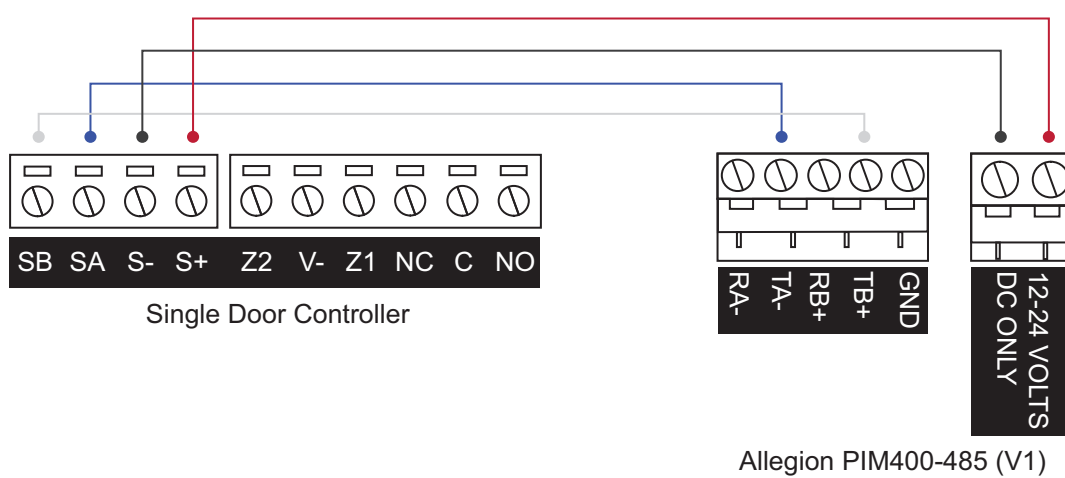 SB SA S- S+ Z2 V- Z1 NC C NO
Single Door Controller
RA-
TA-
RB+
TB+
GND
12-24 VOLTS
DC ONLY
Allegion PIM400-485 (V1)